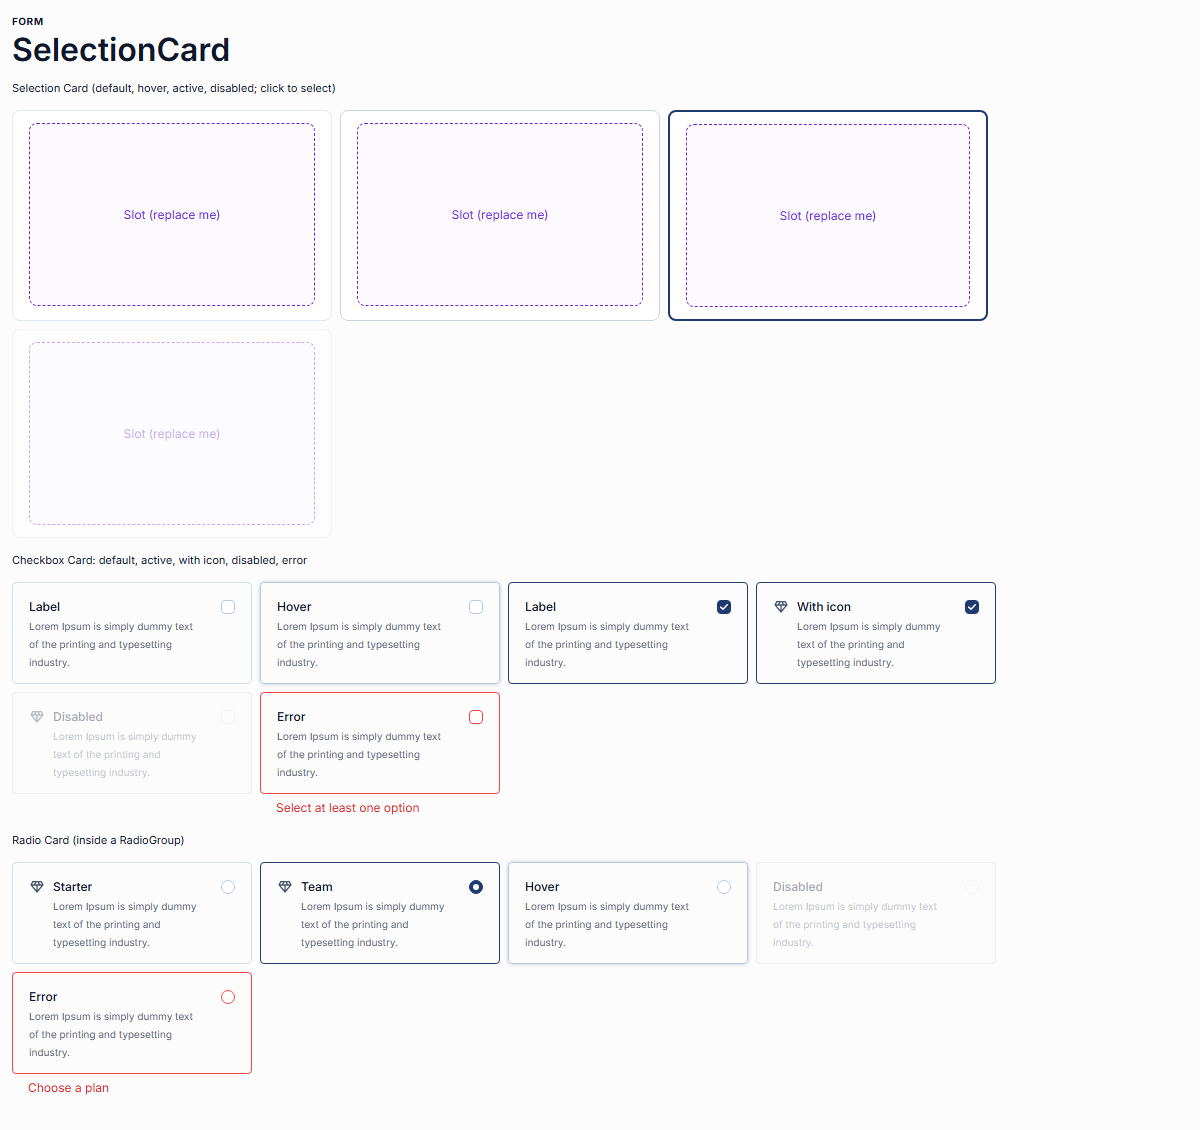 FORM
SelectionCard
Selection Card (default, hover, active, disabled; click to select)
Slot (replace me)
Slot (replace me)
Slot (replace me)
Slot (replace me)
Checkbox Card: default, active, with icon, disabled, error
Label
Lorem Ipsum is simply dummy text
of the printing and typesetting
industry.
Hover
Lorem Ipsum is simply dummy text
of the printing and typesetting
industry.
Label
Lorem Ipsum is simply dummy text
of the printing and typesetting
industry.
With icon
Lorem Ipsum is simply dummy
text of the printing and
typesetting industry.
Disabled
Lorem Ipsum is simply dummy
text of the printing and
typesetting industry.
Error
Lorem Ipsum is simply dummy text
of the printing and typesetting
industry.
Select at least one option
Radio Card (inside a RadioGroup)
Starter
Lorem Ipsum is simply dummy
text of the printing and
typesetting industry.
Team
Lorem Ipsum is simply dummy
text of the printing and
typesetting industry.
Hover
Lorem Ipsum is simply dummy text
of the printing and typesetting
industry.
Disabled
Lorem Ipsum is simply dummy text
of the printing and typesetting
industry.
Error
Lorem Ipsum is simply dummy text
of the printing and typesetting
industry.
Choose a plan